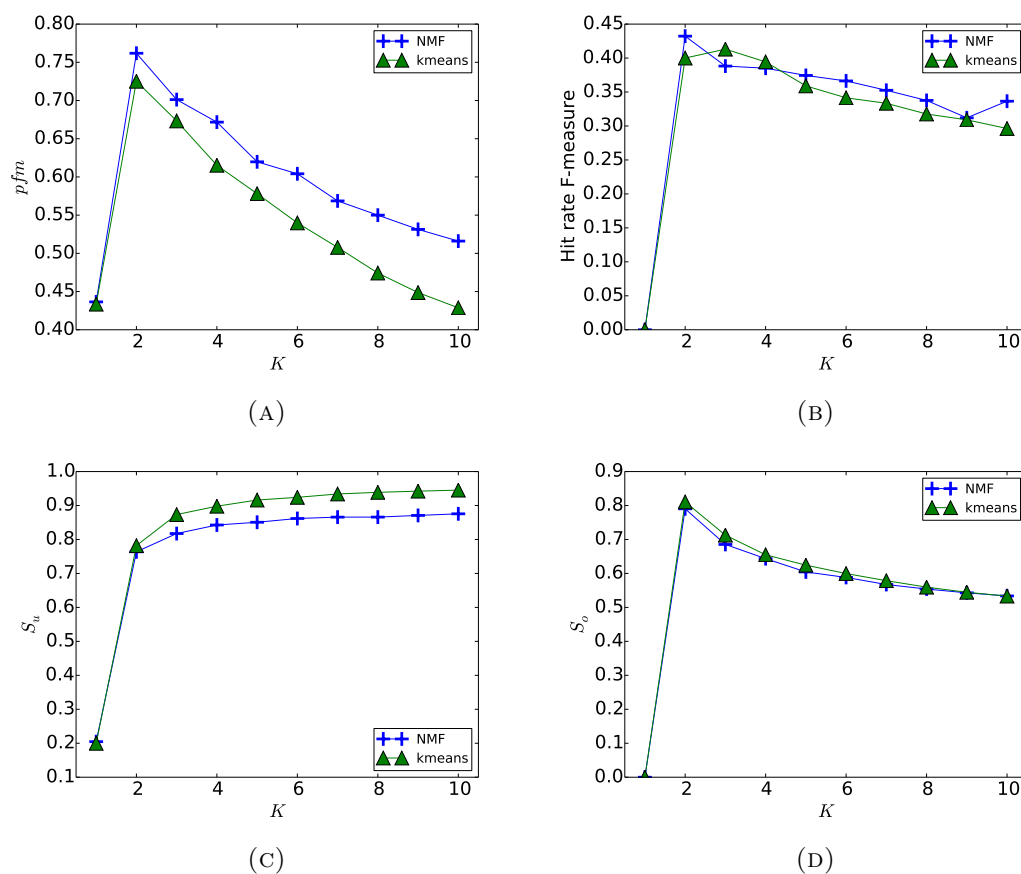 0.80
0.75
0.70
0.65
0.60
0.55
0.50
0.45
0.40
pfm
NMF
kmeans
2 4 6 8 10
K
(A)
0.45
0.40
0.35
0.30
0.25
0.20
0.15
0.10
0.05
0.00
Hit rate F-measure
NMF
kmeans
2 4 6 8 10
K
(B)
1.0
0.9
0.8
0.7
0.6
0.5
0.4
0.3
0.2
0.1
S_u
NMF
kmeans
2 4 6 8 10
K
(C)
0.9
0.8
0.7
0.6
0.5
0.4
0.3
0.2
0.1
0.0
S_o
NMF
kmeans
2 4 6 8 10
K
(D)